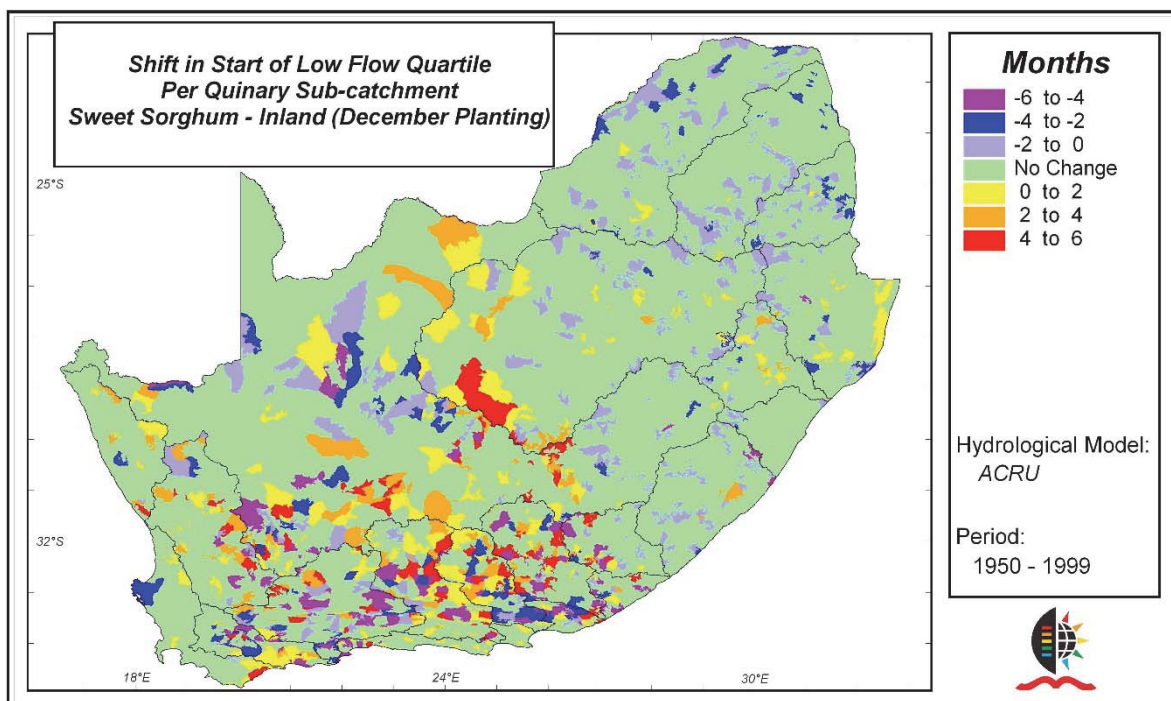 Shift in Start of Low Flow Quartile
Per Quinary Sub-catchment
Sweet Sorghum - Inland (December Planting)
Months
-6 to -4
-4 to -2
-2 to 0
No Change
0 to 2
2 to 4
4 to 6
25°S
Hydrological Model:
ACRU
32°S
Period:
1950 - 1999
18°E
24°E
30°E